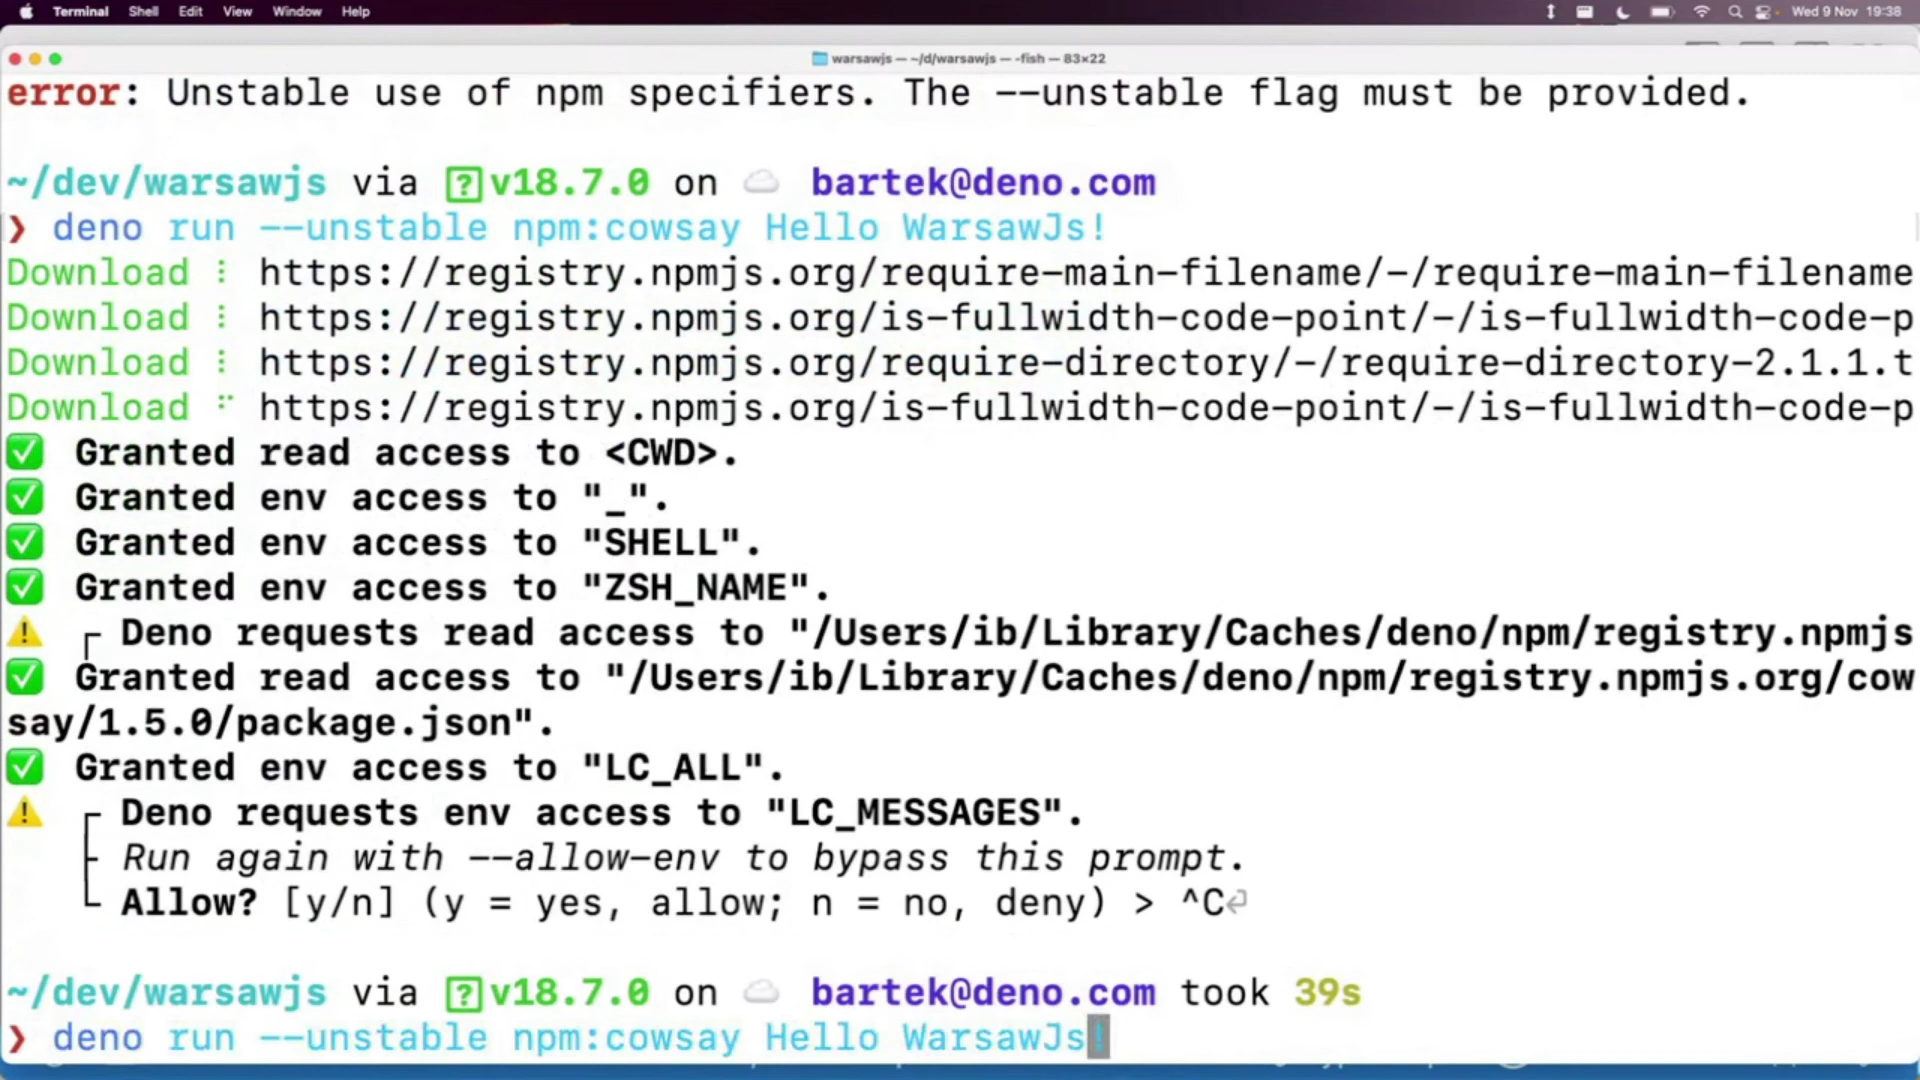 Terminal Shell Edit View Window Help Wed 9 Nov 19:38
warsawjs — ~/d/warsawjs — -fish — 83×22
error: Unstable use of npm specifiers. The --unstable flag must be provided.
~/dev/warsawjs via v18.7.0 on bartek@deno.com
❯ deno run --unstable npm:cowsay Hello WarsawJs!
Download ⠸ https://registry.npmjs.org/require-main-filename/-/require-main-filename
Download ⠸ https://registry.npmjs.org/is-fullwidth-code-point/-/is-fullwidth-code-p
Download ⠸ https://registry.npmjs.org/require-directory/-/require-directory-2.1.1.t
Download ⠋ https://registry.npmjs.org/is-fullwidth-code-point/-/is-fullwidth-code-p
✅ Granted read access to <CWD>.
✅ Granted env access to "_".
✅ Granted env access to "SHELL".
✅ Granted env access to "ZSH_NAME".
⚠️ ┌ Deno requests read access to "/Users/ib/Library/Caches/deno/npm/registry.npmjs
✅ Granted read access to "/Users/ib/Library/Caches/deno/npm/registry.npmjs.org/cow
say/1.5.0/package.json".
✅ Granted env access to "LC_ALL".
⚠️ ┌ Deno requests env access to "LC_MESSAGES".
├ Run again with --allow-env to bypass this prompt.
└ Allow? [y/n] (y = yes, allow; n = no, deny) > ^C⏎
~/dev/warsawjs via v18.7.0 on bartek@deno.com took 39s
❯ deno run --unstable npm:cowsay Hello WarsawJs!